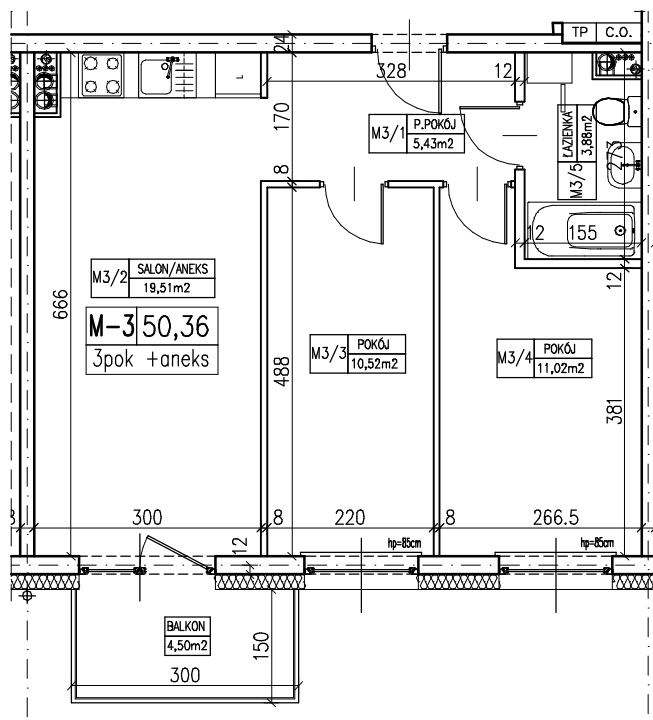 TP C.O.
24
328
12
170
M3/1 P.POKÓJ
5,43m2
ŁAZIENKA
3,88m2
M3/5
273
8
12 155
L
M3/2 SALON/ANEKS
19,51m2
12
666
M-3 50,36
3pok +aneks
M3/3 POKÓJ
10,52m2
M3/4 POKÓJ
11,02m2
488
381
8
300
8
220
8
266.5
12
hp=85cm
hp=85cm
BALKON
4,50m2
150
300